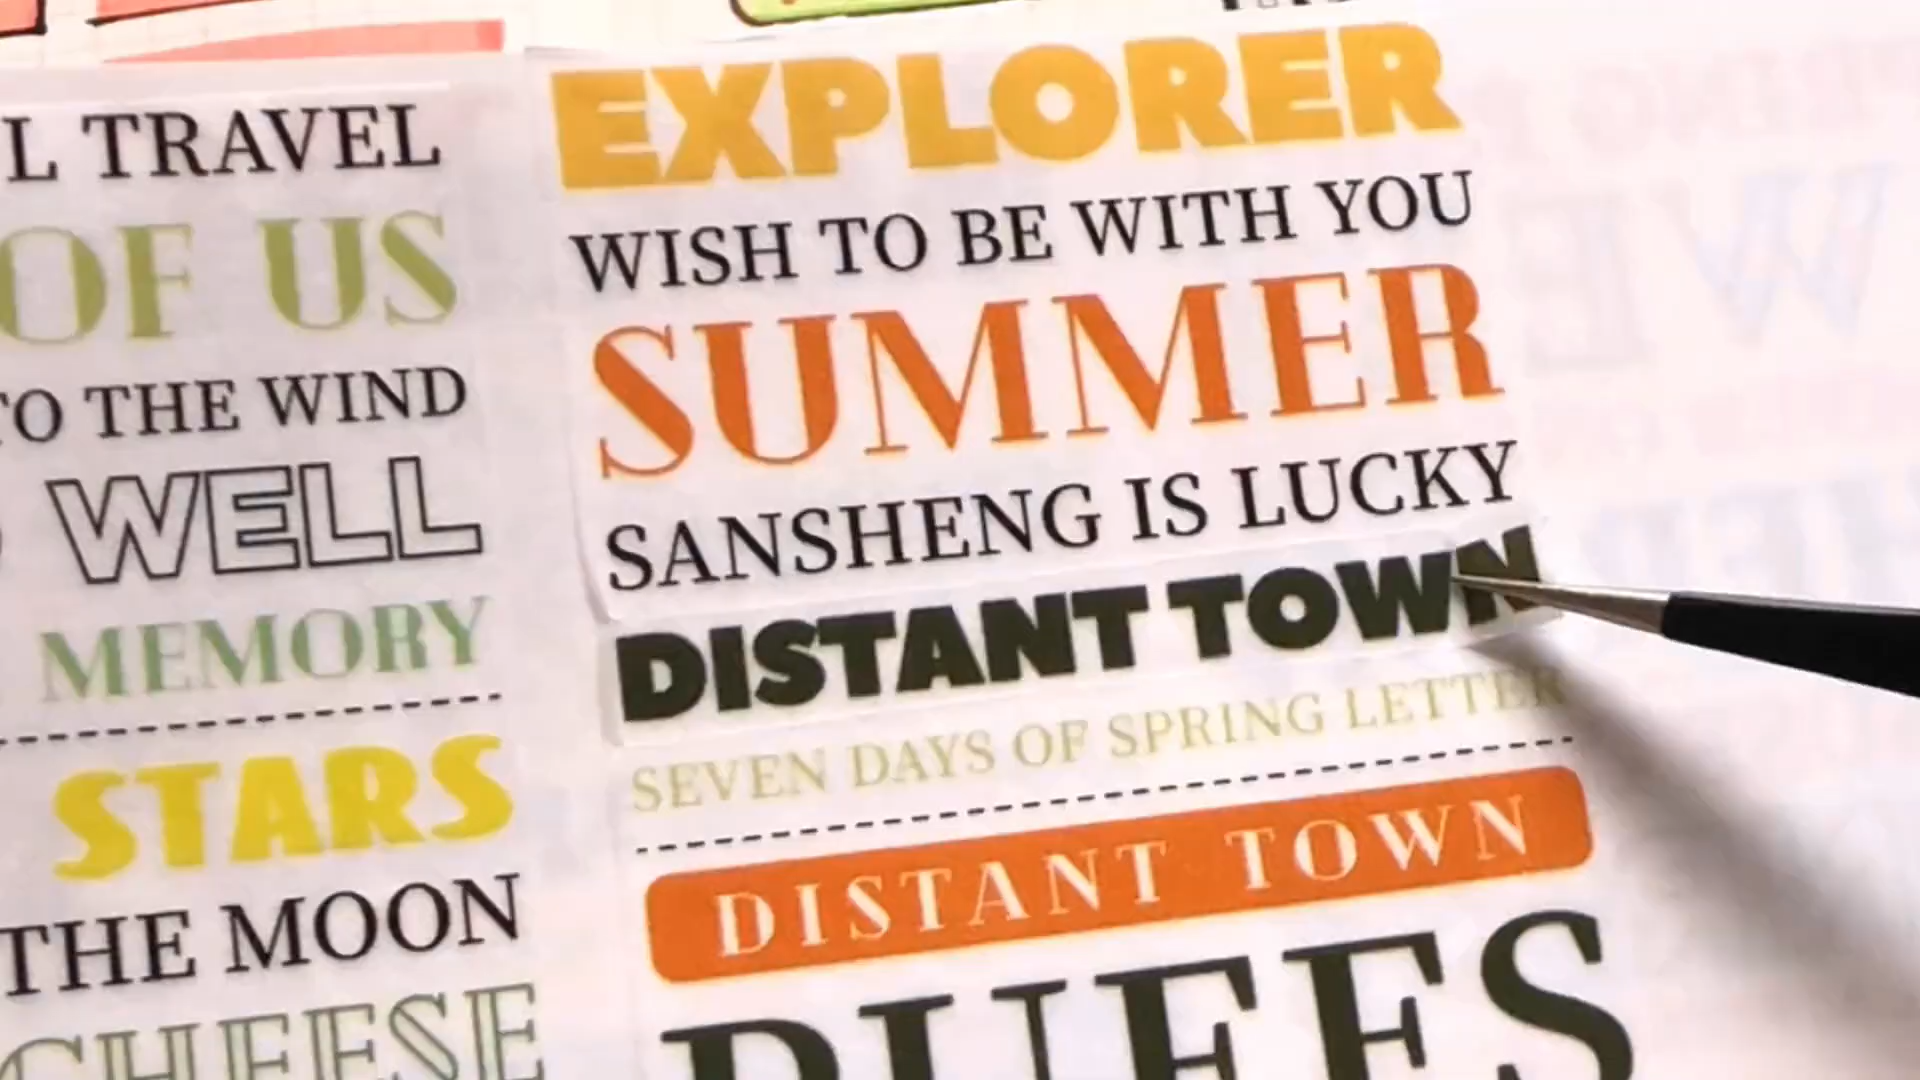 L TRAVEL
OF US
TO THE WIND
WELL
MEMORY
STARS
THE MOON
CHEESE
EXPLORER
WISH TO BE WITH YOU
SUMMER
SANSHENG IS LUCKY
DISTANT TOWN
SEVEN DAYS OF SPRING LETTER
DISTANT TOWN